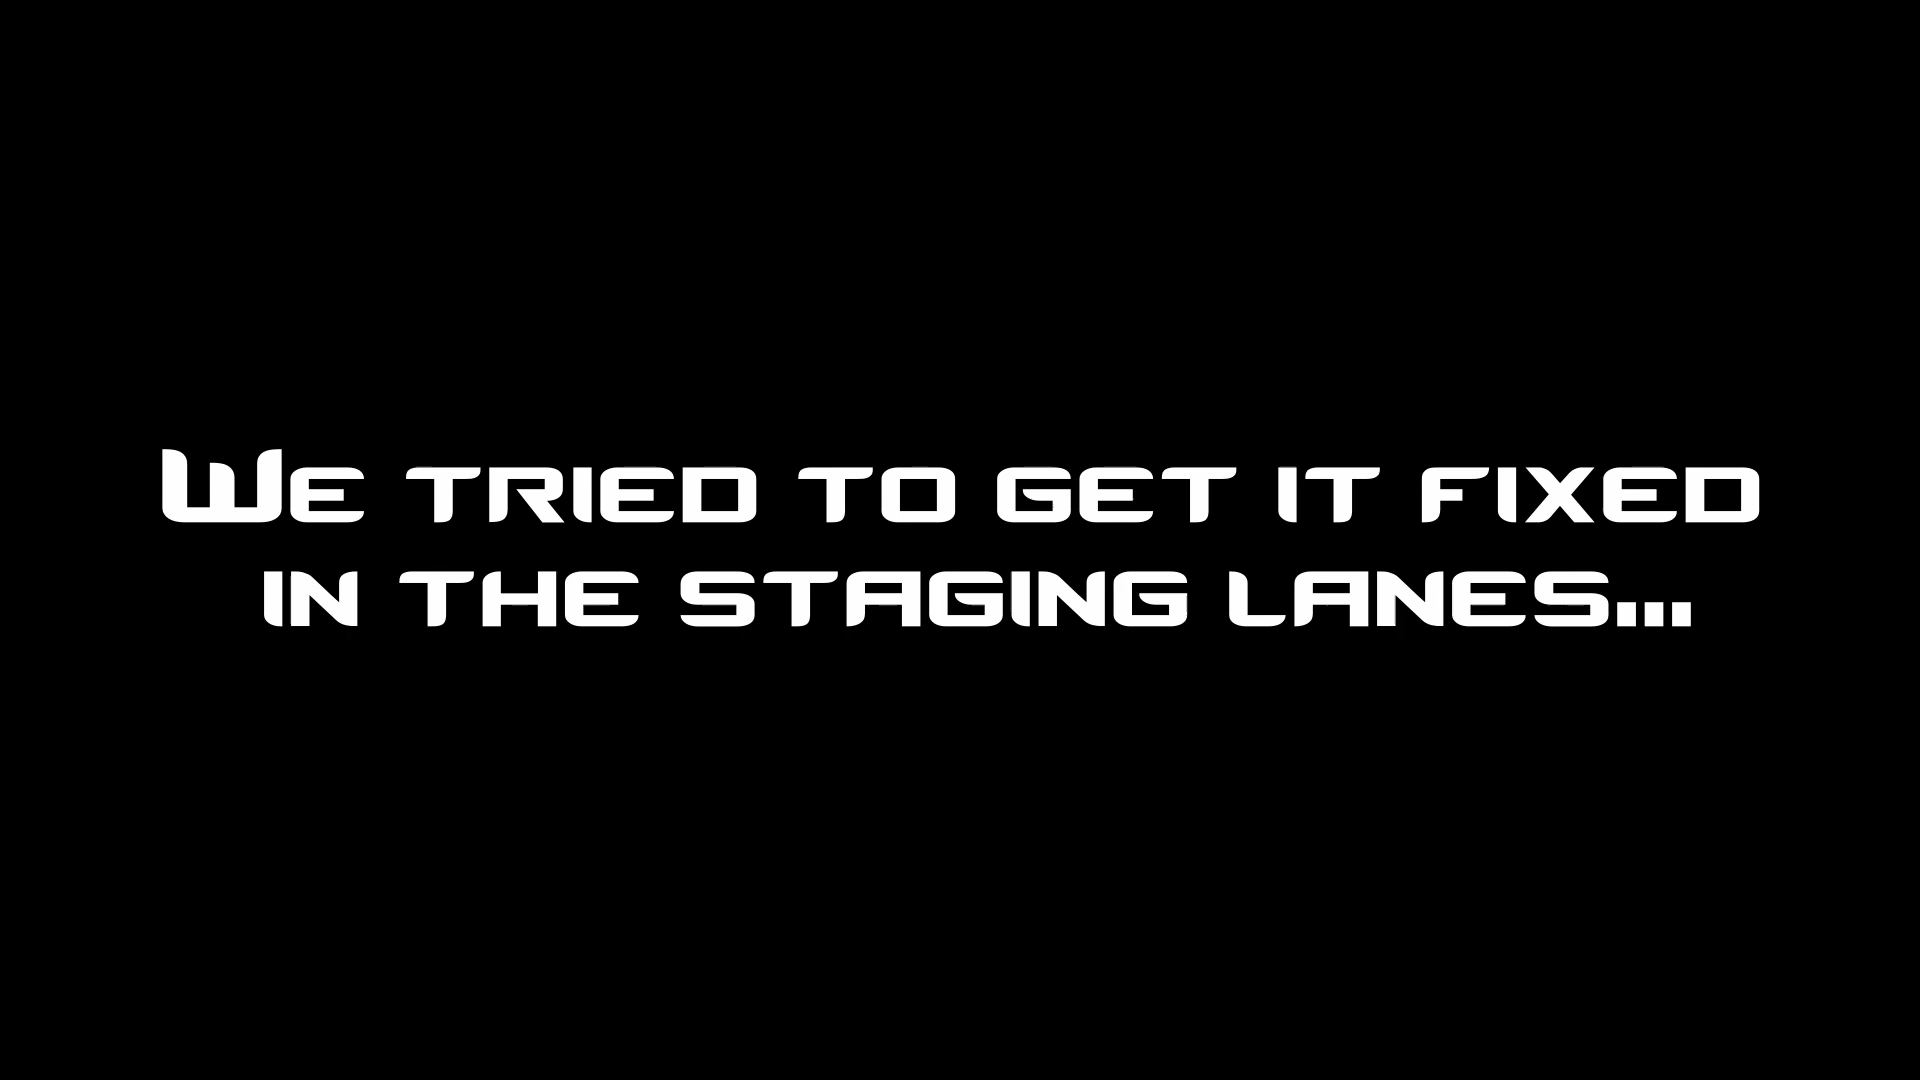 We tried to get it fixed
in the staging lanes...